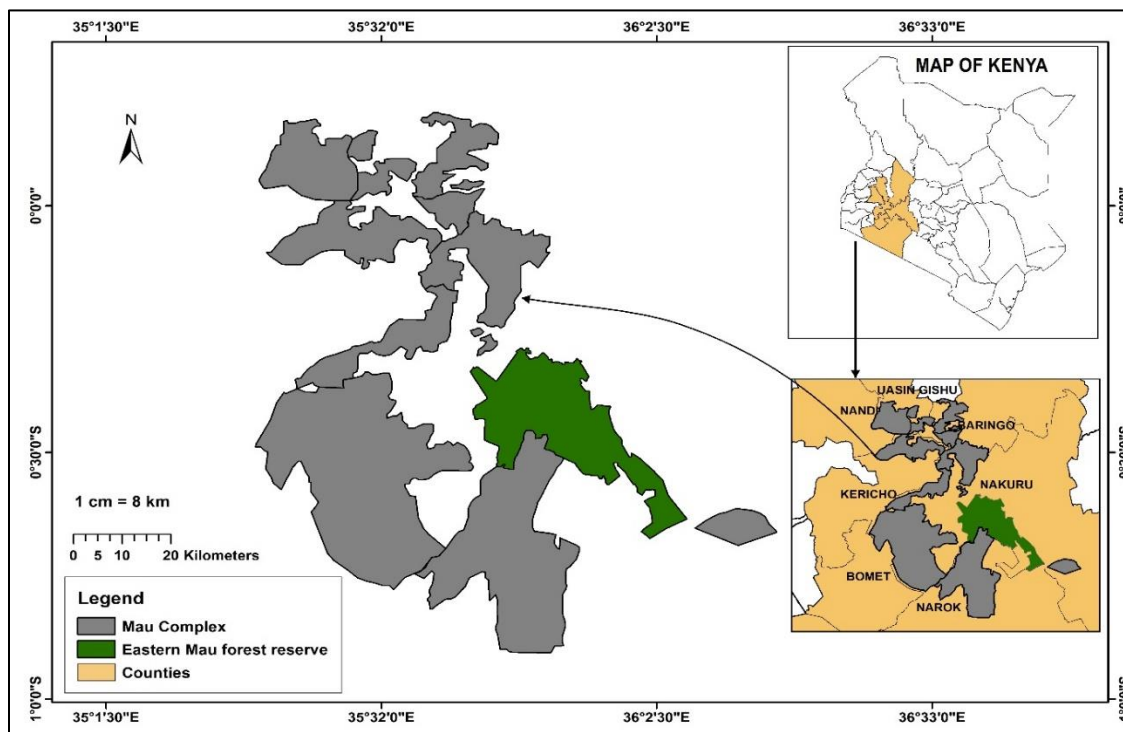 35°1'30"E 35°32'0"E 36°2'30"E 36°33'0"E
MAP OF KENYA
N
0°0'0"
0°30'0"S
1°0'0"S
UASIN GISHU
NANDI
BARINGO
KERICHO
NAKURU
BOMET
NAROK
1 cm = 8 km
0 5 10 20 Kilometers
Legend
Mau Complex
Eastern Mau forest reserve
Counties
35°1'30"E 35°32'0"E 36°2'30"E 36°33'0"E